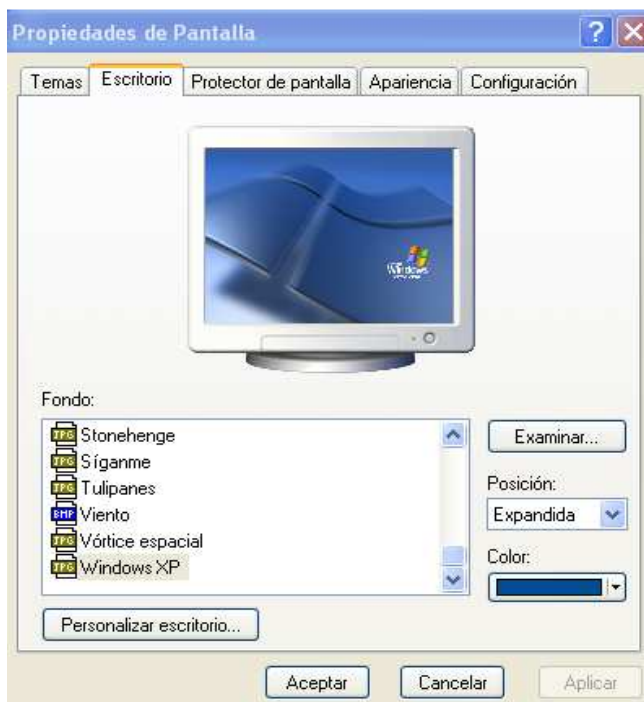 Propiedades de Pantalla
Temas Escritorio Protector de pantalla Apariencia Configuración
Windows
Fondo:
Stonehenge
Síganme
Tulipanes
Viento
Vórtice espacial
Windows XP
Examinar...
Posición:
Expandida
Color:
Personalizar escritorio...
Aceptar Cancelar Aplicar